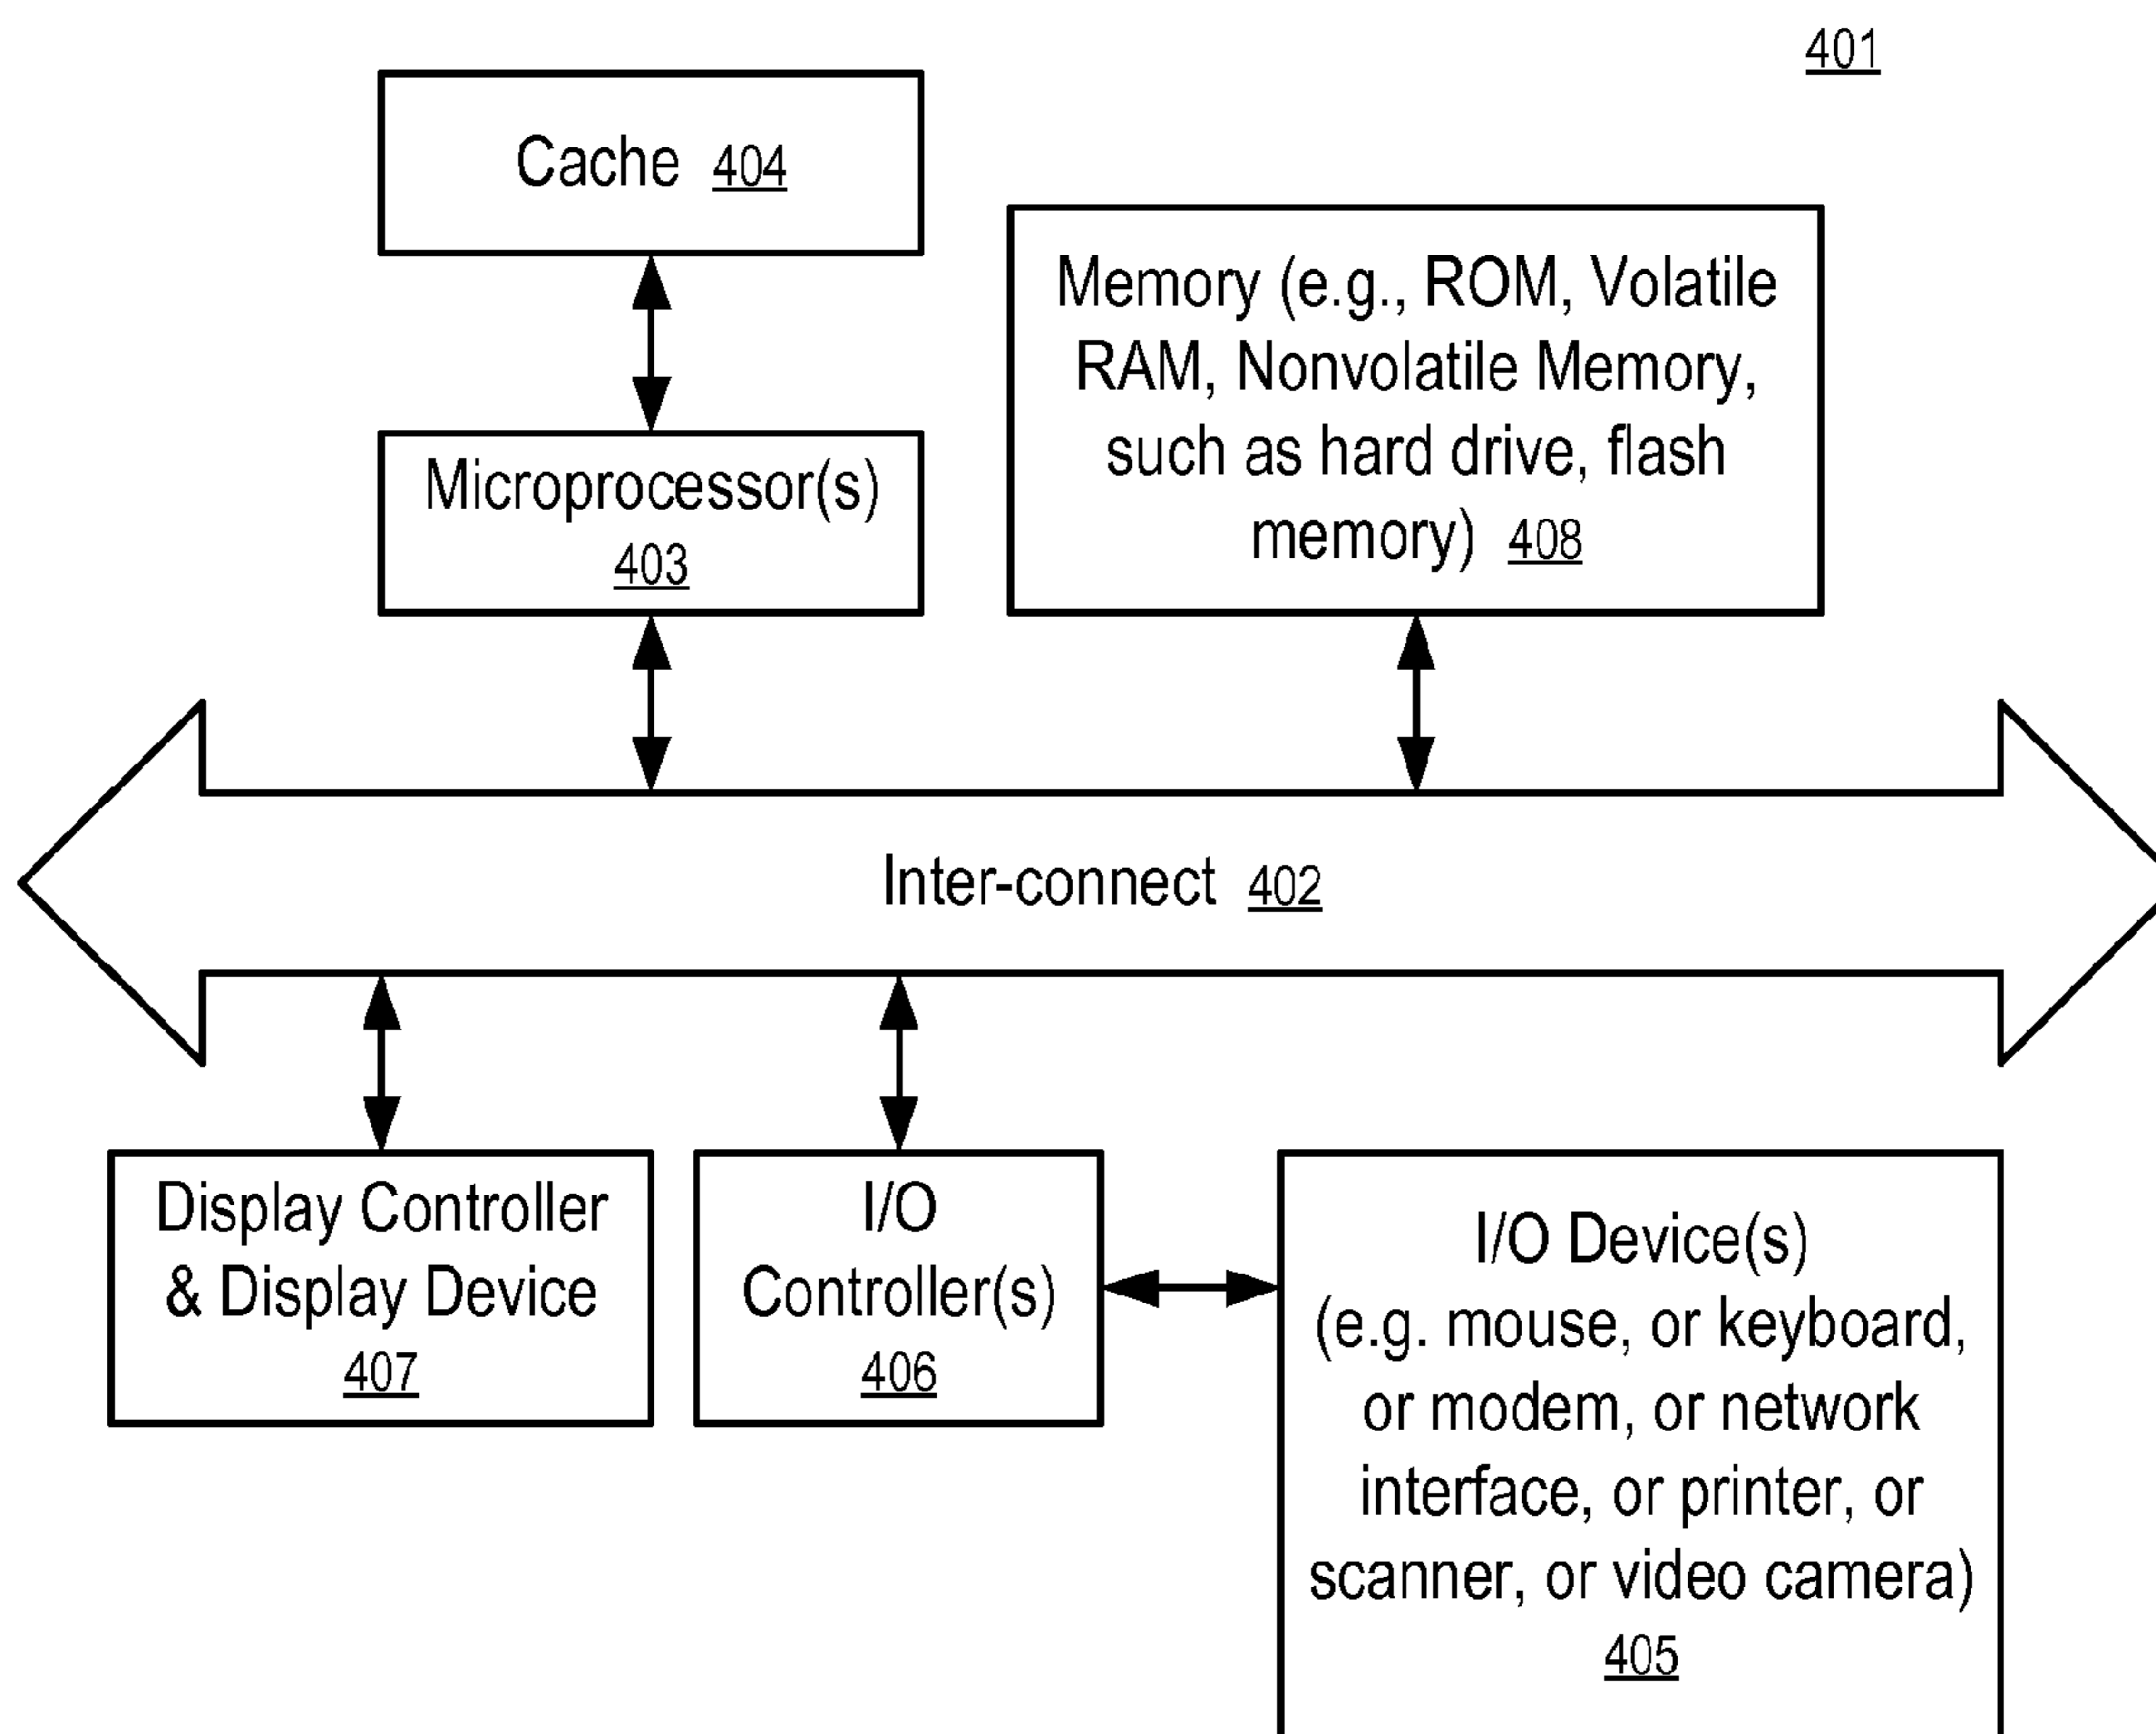 401
Cache 404
Memory (e.g., ROM, Volatile
RAM, Nonvolatile Memory,
such as hard drive, flash
memory) 408
Microprocessor(s)
403
Inter-connect 402
Display Controller
& Display Device
407
I/O
Controller(s)
406
I/O Device(s)
(e.g. mouse, or keyboard,
or modem, or network
interface, or printer, or
scanner, or video camera)
405